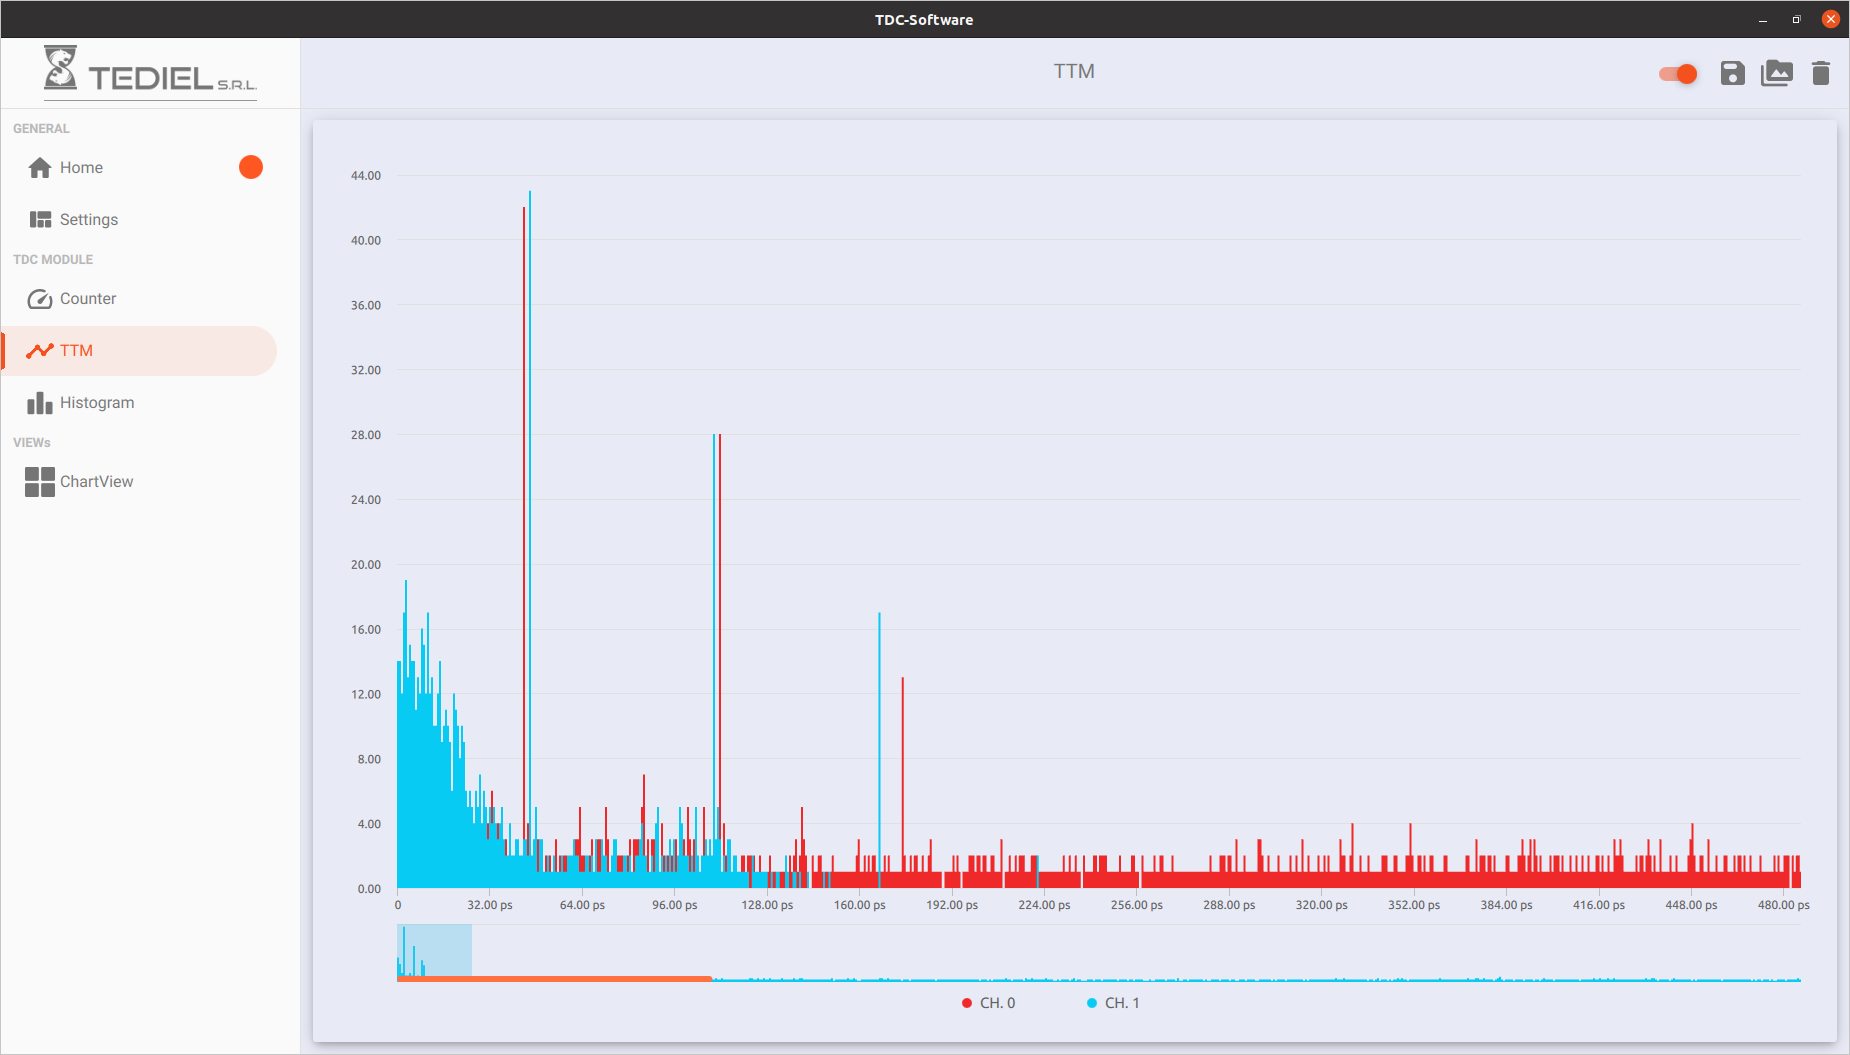 TDC-Software
TEDIEL S.R.L.
TTM
GENERAL
Home
Settings
TDC MODULE
Counter
TTM
Histogram
VIEWs
ChartView
44.00
40.00
36.00
32.00
28.00
24.00
20.00
16.00
12.00
8.00
4.00
0.00
0 32.00 ps 64.00 ps 96.00 ps 128.00 ps 160.00 ps 192.00 ps 224.00 ps 256.00 ps 288.00 ps 320.00 ps 352.00 ps 384.00 ps 416.00 ps 448.00 ps 480.00 ps
CH. 0 CH. 1